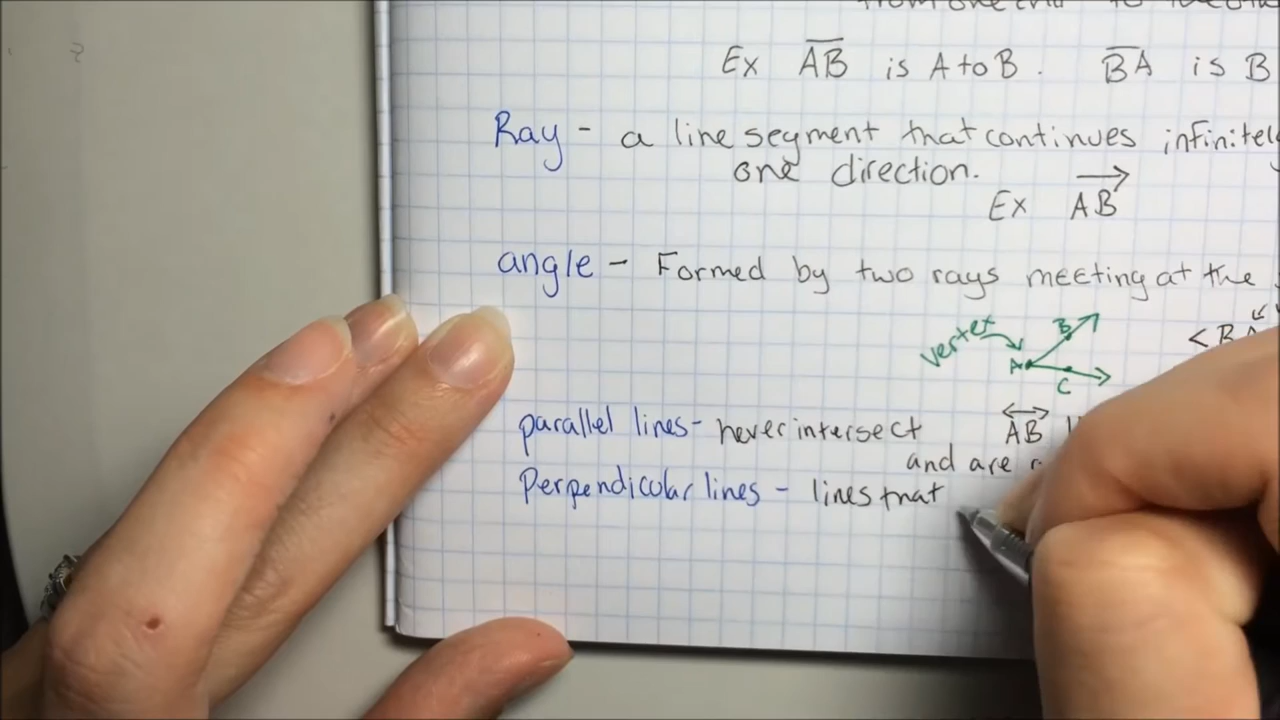 Ex AB is A to B. BA is B
Ray - a line segment that continues infinitely
one direction.
Ex AB
angle - Formed by two rays meeting at the
vertex
B
A
C
< B
parallel lines - never intersect AB
and are
Perpendicular lines - lines that